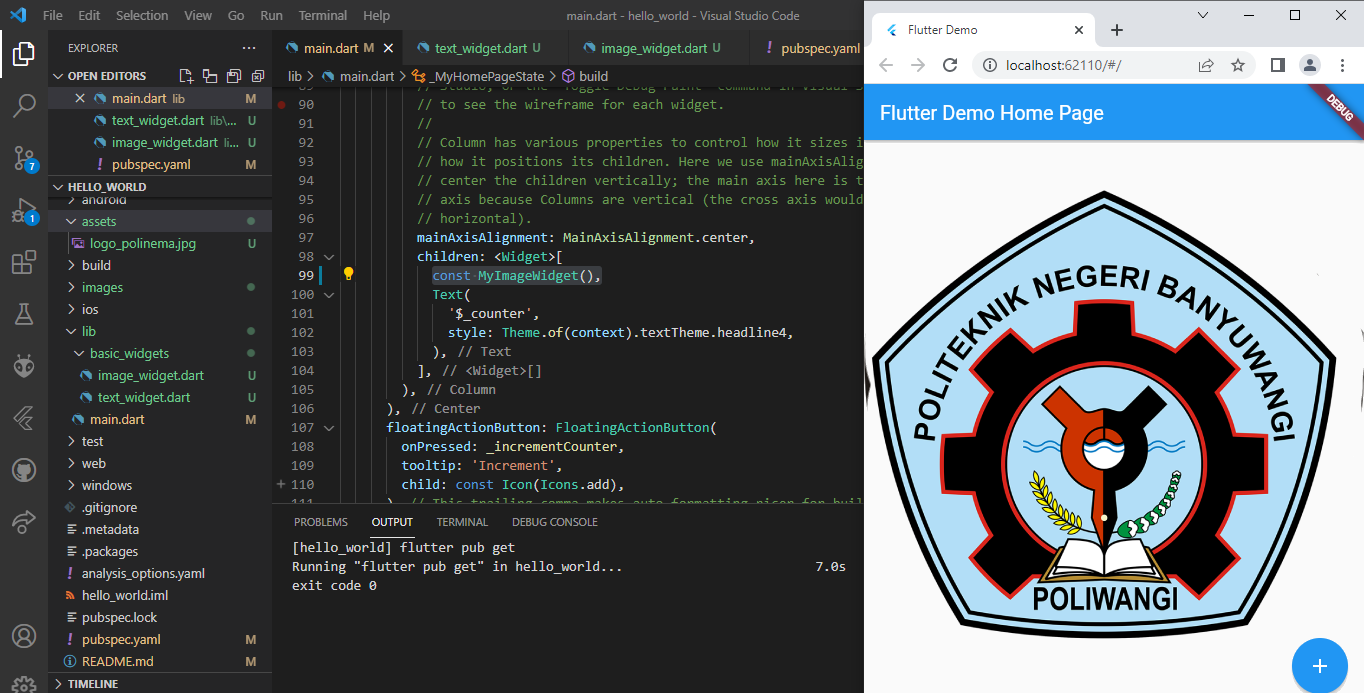 File Edit Selection View Go Run Terminal Help
main.dart - hello_world - Visual Studio Code
EXPLORER
OPEN EDITORS
main.dart lib M
text_widget.dart lib\... U
image_widget.dart li... U
! pubspec.yaml M
HELLO_WORLD
android
assets
logo_polinema.jpg U
build
images
ios
lib
basic_widgets
image_widget.dart U
text_widget.dart U
main.dart M
test
web
windows
.gitignore
.metadata
.packages
! analysis_options.yaml
hello_world.iml
pubspec.lock
! pubspec.yaml M
README.md M
TIMELINE
7
1
main.dart M
text_widget.dart U
image_widget.dart U
! pubspec.yaml
lib > main.dart > _MyHomePageState > build
90 // to see the wireframe for each widget.
91 //
92 // Column has various properties to control how it sizes i
93 // how it positions its children. Here we use mainAxisAlig
94 // center the children vertically; the main axis here is t
95 // axis because Columns are vertical (the cross axis would
96 // horizontal).
97 mainAxisAlignment: MainAxisAlignment.center,
98 children: <Widget>[
99 const MyImageWidget(),
100 Text(
101 '$_counter',
102 style: Theme.of(context).textTheme.headline4,
103 ), // Text
104 ], // <Widget>[]
105 ), // Column
106 ), // Center
107 floatingActionButton: FloatingActionButton(
108 onPressed: _incrementCounter,
109 tooltip: 'Increment',
110 child: const Icon(Icons.add),
111 ), // This trailing comma makes auto-formatting nicer for buil
PROBLEMS OUTPUT TERMINAL DEBUG CONSOLE
[hello_world] flutter pub get
Running "flutter pub get" in hello_world... 7.0s
exit code 0
Flutter Demo
localhost:62110/#/
Flutter Demo Home Page
DEBUG
POLITEKNIK NEGERI BANYUWANGI
POLIWANGI